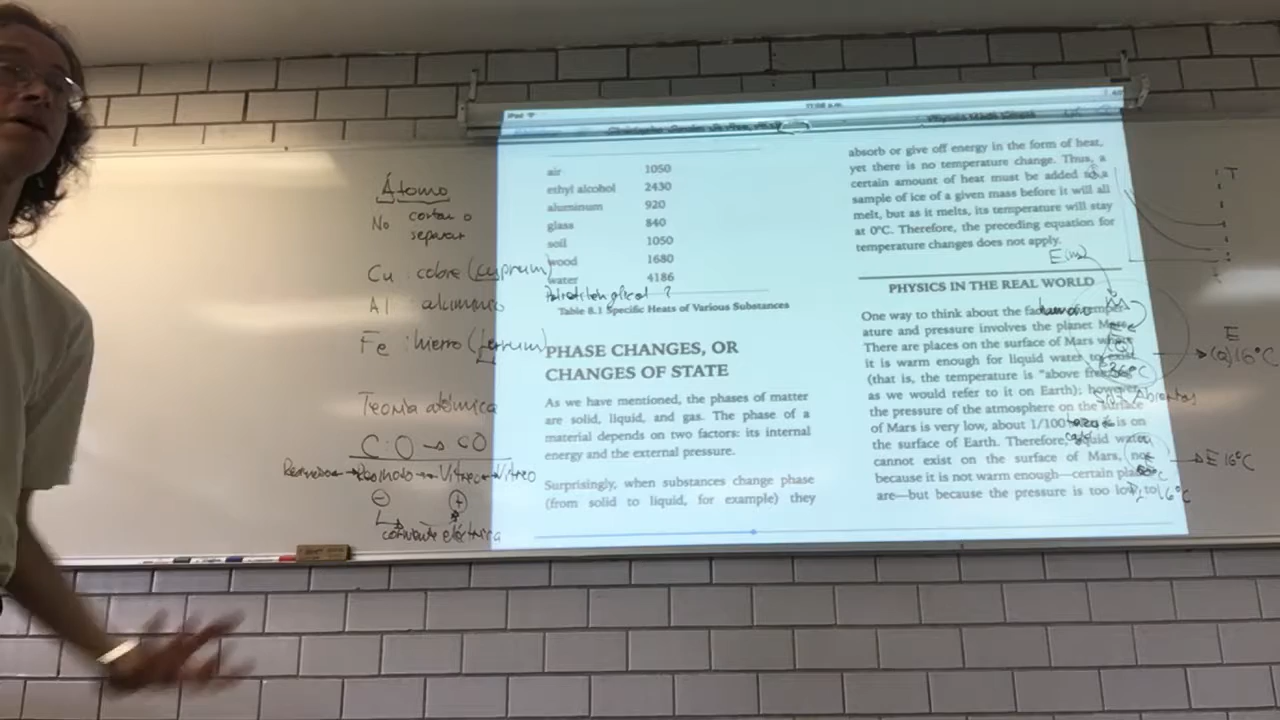 iPad
11:08 a.m.
Physics Made Simple
Átomo
No cortar o
separar
Cu : cobre (cuprum)
Al : aluminio
Fe : hierro (ferrum)
Teoría atómica
corriente eléctrica
air 1050
ethyl alcohol 2430
aluminum 920
glass 840
soil 1050
wood 1680
water 4186
?
Table 8.1 Specific Heats of Various Substances
PHASE CHANGES, OR
CHANGES OF STATE
As we have mentioned, the phases of matter
are solid, liquid, and gas. The phase of a
material depends on two factors: its internal
energy and the external pressure.
Surprisingly, when substances change phase
(from solid to liquid, for example) they
absorb or give off energy in the form of heat,
yet there is no temperature change. Thus, a
certain amount of heat must be added to a
sample of ice of a given mass before it will all
melt, but as it melts, its temperature will stay
at 0°C. Therefore, the preceding equation for
temperature changes does not apply.
PHYSICS IN THE REAL WORLD
One way to think about the
ature and pressure involves the planet Mars.
There are places on the surface of Mars where
it is warm enough for liquid water to exist
(that is, the temperature is "above freezing"
as we would refer to it on Earth); however,
the pressure of the atmosphere on the surface
of Mars is very low, about 1/100 is on
the surface of Earth. Therefore, liquid water
cannot exist on the surface of Mars, not
because it is not warm enough—certain places
are—but because the pressure is too low to
T
E
(Q) 16°C
E 16°C